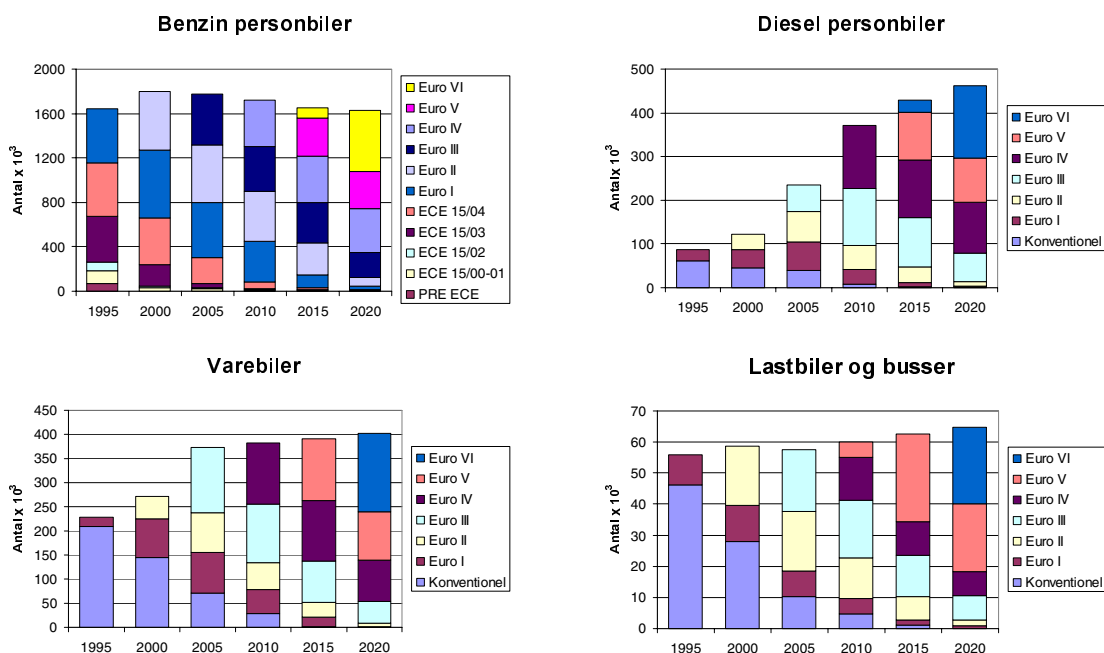 Benzin personbiler
Antal x 10³
2000
1600
1200
800
400
0
1995 2000 2005 2010 2015 2020
Euro VI
Euro V
Euro IV
Euro III
Euro II
Euro I
ECE 15/04
ECE 15/03
ECE 15/02
ECE 15/00-01
PRE ECE
Diesel personbiler
Antalx 10³
500
400
300
200
100
0
1995 2000 2005 2010 2015 2020
Euro VI
Euro V
Euro IV
Euro III
Euro II
Euro I
Konventionel
Varebiler
Antal x 10³
450
400
350
300
250
200
150
100
50
0
1995 2000 2005 2010 2015 2020
Euro VI
Euro V
Euro IV
Euro III
Euro II
Euro I
Konventionel
Lastbiler og busser
Antal x 10³
70
60
50
40
30
20
10
0
1995 2000 2005 2010 2015 2020
Euro VI
Euro V
Euro IV
Euro III
Euro II
Euro I
Konventionel